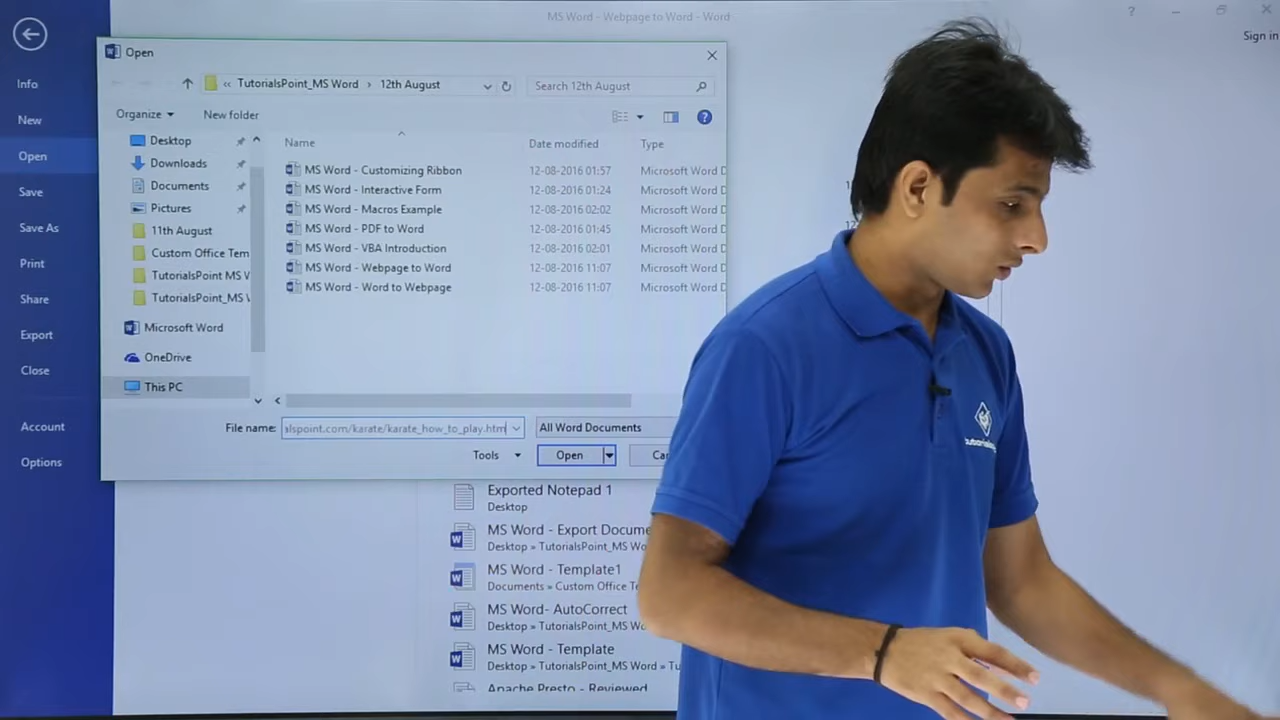 MS Word - Webpage to Word - Word
?
Sign in
Info
New
Open
Save
Save As
Print
Share
Export
Close
Account
Options
Open
« TutorialsPoint_MS Word > 12th August
Search 12th August
Organize
New folder
Desktop
Downloads
Documents
Pictures
11th August
Custom Office Tem
TutorialsPoint MS
TutorialsPoint_MS
Microsoft Word
OneDrive
This PC
Name Date modified Type
MS Word - Customizing Ribbon 12-08-2016 01:57 Microsoft Word D
MS Word - Interactive Form 12-08-2016 01:24 Microsoft Word D
MS Word - Macros Example 12-08-2016 02:02 Microsoft Word D
MS Word - PDF to Word 12-08-2016 01:45 Microsoft Word D
MS Word - VBA Introduction 12-08-2016 02:01 Microsoft Word D
MS Word - Webpage to Word 12-08-2016 11:07 Microsoft Word D
MS Word - Word to Webpage 12-08-2016 11:07 Microsoft Word D
File name: alspoint.com/karate/karate_how_to_play.htm All Word Documents
Tools Open Ca
Exported Notepad 1
Desktop
MS Word - Export Docume
Desktop » TutorialsPoint_MS Wo
MS Word - Template1
Documents » Custom Office Te
MS Word- AutoCorrect
Desktop » TutorialsPoint_MS Wo
MS Word - Template
Desktop » TutorialsPoint_MS Word » Tu
Apache Presto - Reviewed